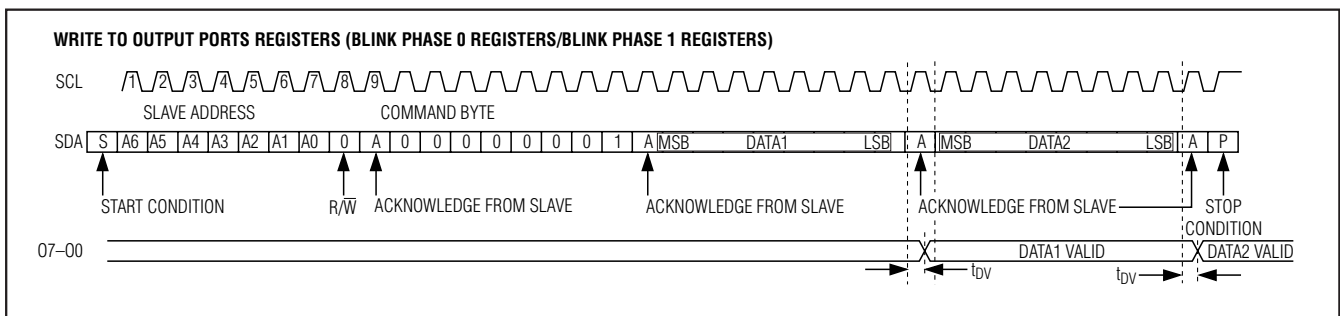 WRITE TO OUTPUT PORTS REGISTERS (BLINK PHASE 0 REGISTERS/BLINK PHASE 1 REGISTERS)
SCL 1 2 3 4 5 6 7 8 9
SLAVE ADDRESS COMMAND BYTE
SDA S A6 A5 A4 A3 A2 A1 A0 0 A 0 0 0 0 0 0 0 1 A MSB DATA1 LSB A MSB DATA2 LSB A P
START CONDITION R/W̅ ACKNOWLEDGE FROM SLAVE ACKNOWLEDGE FROM SLAVE ACKNOWLEDGE FROM SLAVE STOP
CONDITION
O7–O0 DATA1 VALID DATA2 VALID
tDV tDV